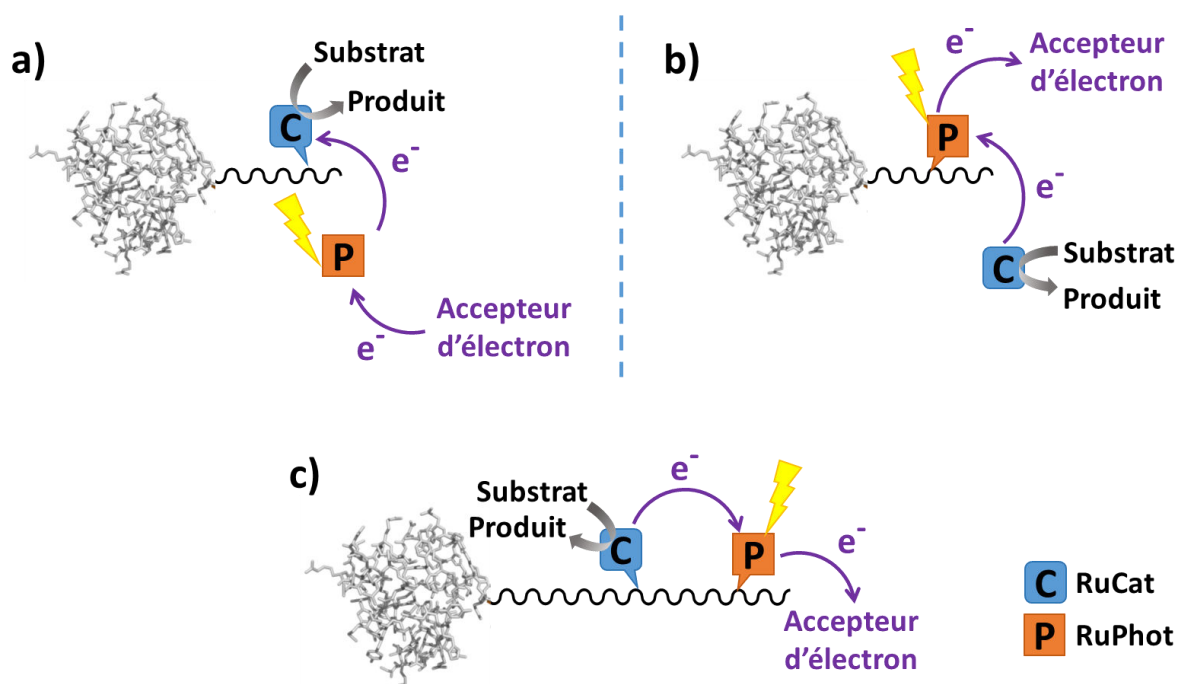 a)
Substrat
Produit
C
e-
P
Accepteur
d'électron
e-
b)
e-
Accepteur
d'électron
P
e-
C
Substrat
Produit
c)
e-
Substrat
Produit
C
P
e-
Accepteur
d'électron
C RuCat
P RuPhot